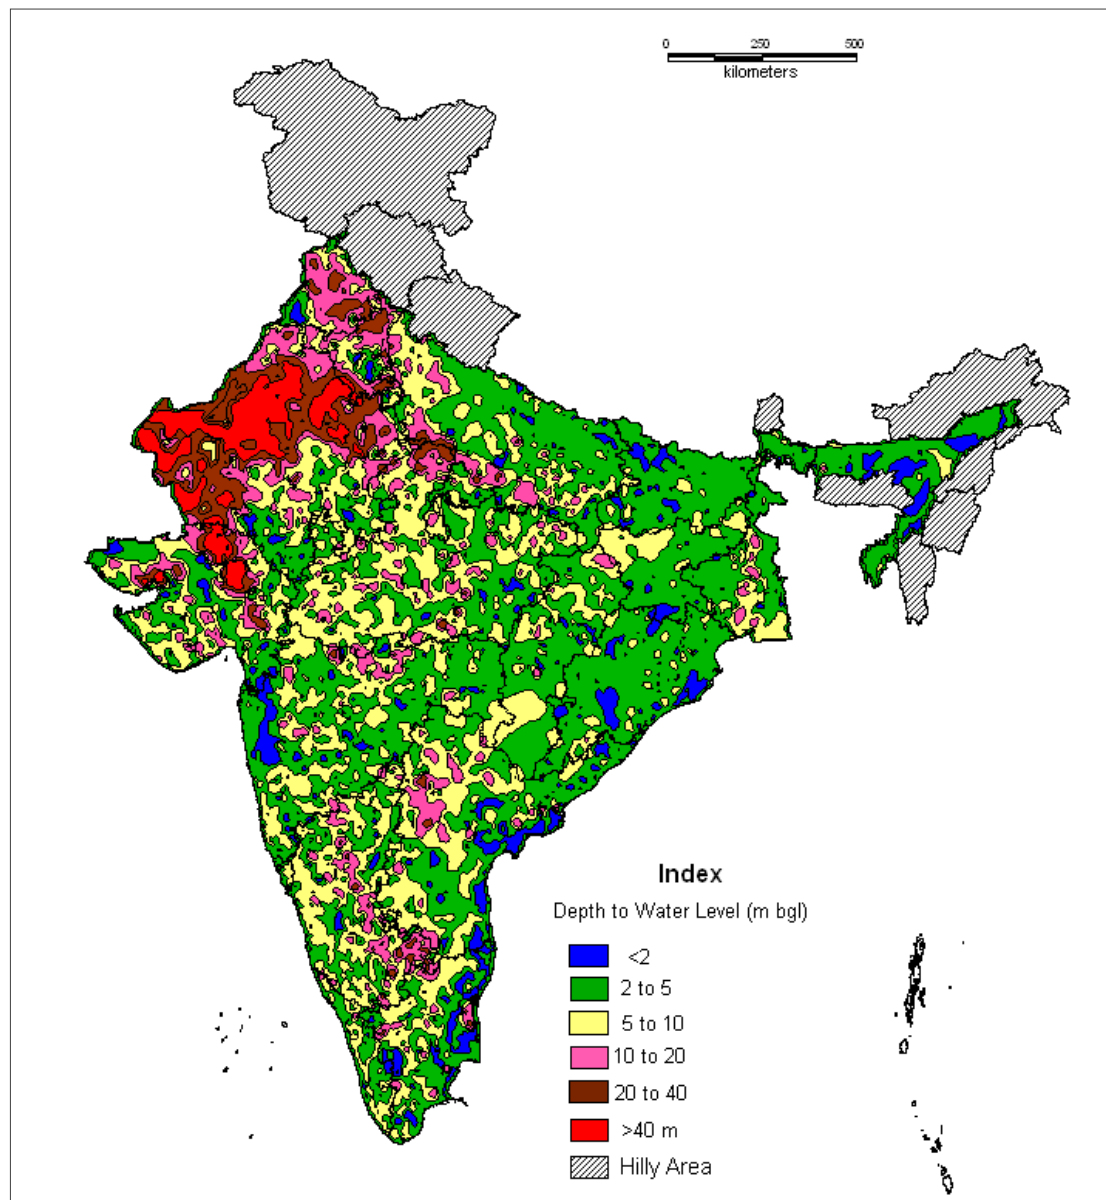 0 250 500
kilometers
Index
Depth to Water Level (m bgl)
<2
2 to 5
5 to 10
10 to 20
20 to 40
>40 m
Hilly Area